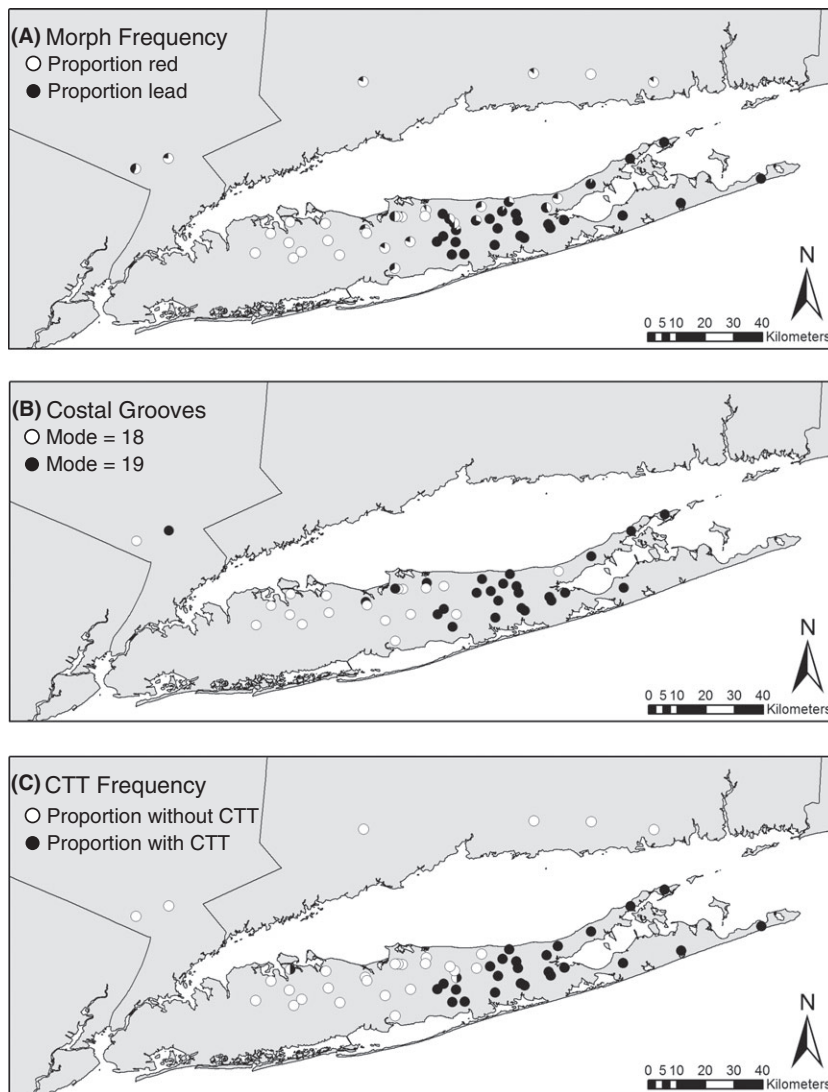 (A) Morph Frequency
Proportion red
Proportion lead
N
0 5 10 20 30 40
Kilometers
(B) Costal Grooves
Mode = 18
Mode = 19
N
0 5 10 20 30 40
Kilometers
(C) CTT Frequency
Proportion without CTT
Proportion with CTT
N
0 5 10 20 30 40
Kilometers